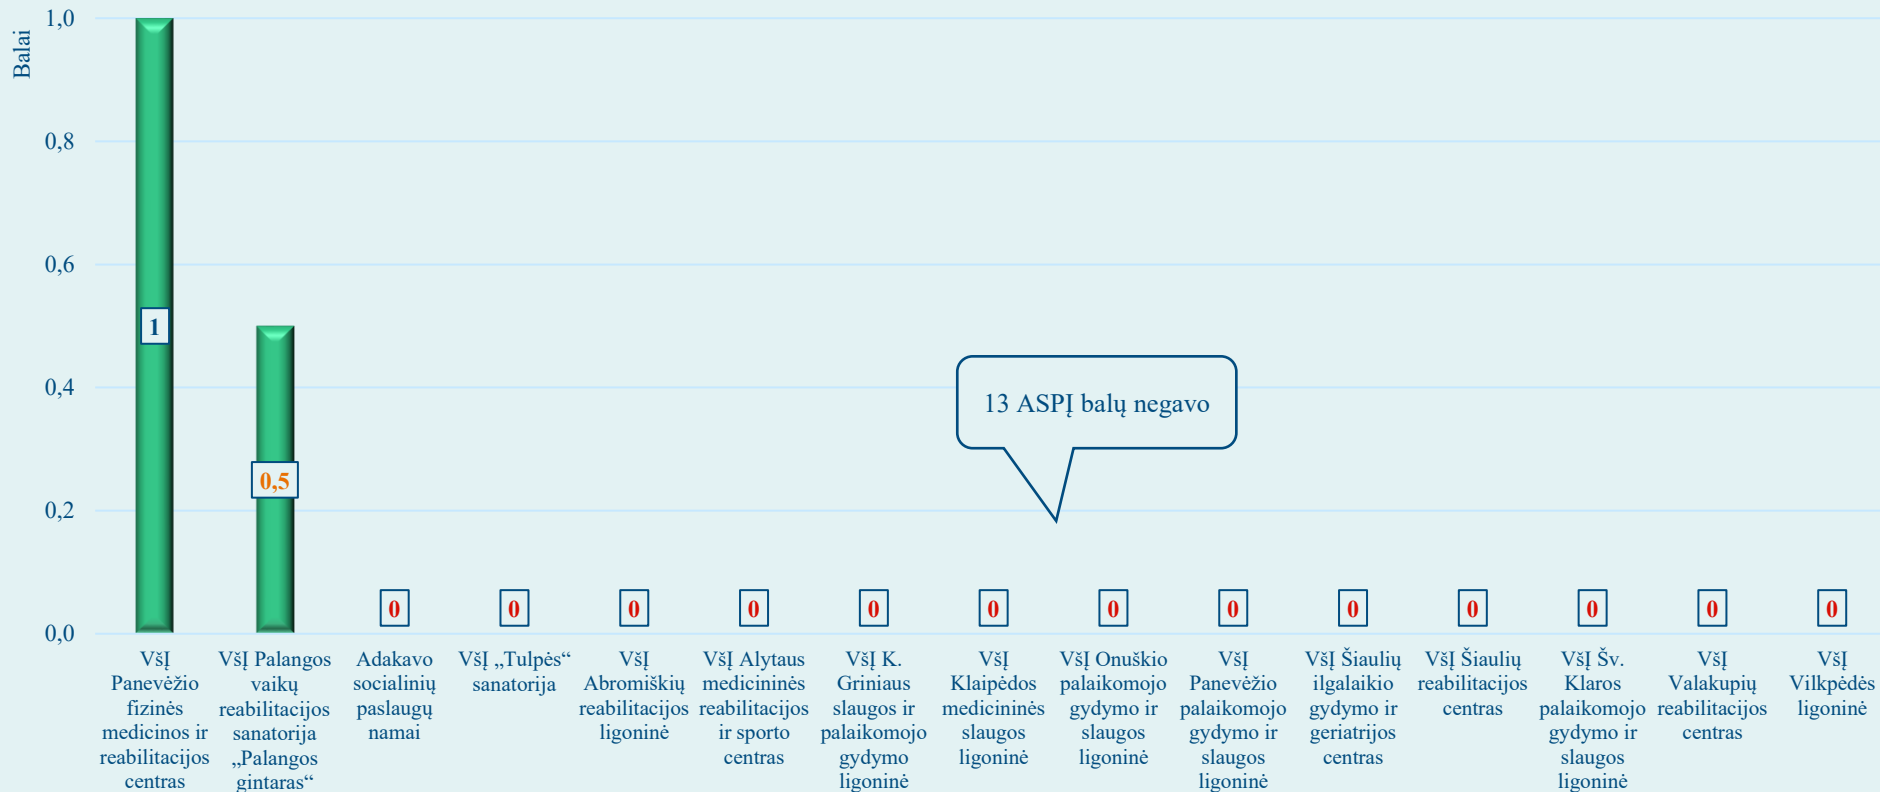 Balai
1,0
0,8
0,6
0,4
0,2
0,0
1
0,5
0
0
0
0
0
0
0
0
0
0
0
0
0
13 ASPĮ balų negavo
VšĮ
Panevėžio
fizinės
medicinos ir
reabilitacijos
centras
VšĮ Palangos
vaikų
reabilitacijos
sanatorija
„Palangos
gintaras“
Adakavo
socialinių
paslaugų
namai
VšĮ „Tulpės“
sanatorija
VšĮ
Abromiškių
reabilitacijos
ligoninė
VšĮ Alytaus
medicininės
reabilitacijos
ir sporto
centras
VšĮ K.
Griniaus
slaugos ir
palaikomojo
gydymo
ligoninė
VšĮ
Klaipėdos
medicininės
slaugos
ligoninė
VšĮ Onuškio
palaikomojo
gydymo ir
slaugos
ligoninė
VšĮ
Panevėžio
palaikomojo
gydymo ir
slaugos
ligoninė
VšĮ Šiaulių
ilgalaikio
gydymo ir
geriatrijos
centras
VšĮ Šiaulių
reabilitacijos
centras
VšĮ Šv.
Klaros
palaikomojo
gydymo ir
slaugos
ligoninė
VšĮ
Valakupių
reabilitacijos
centras
VšĮ
Vilkpėdės
ligoninė